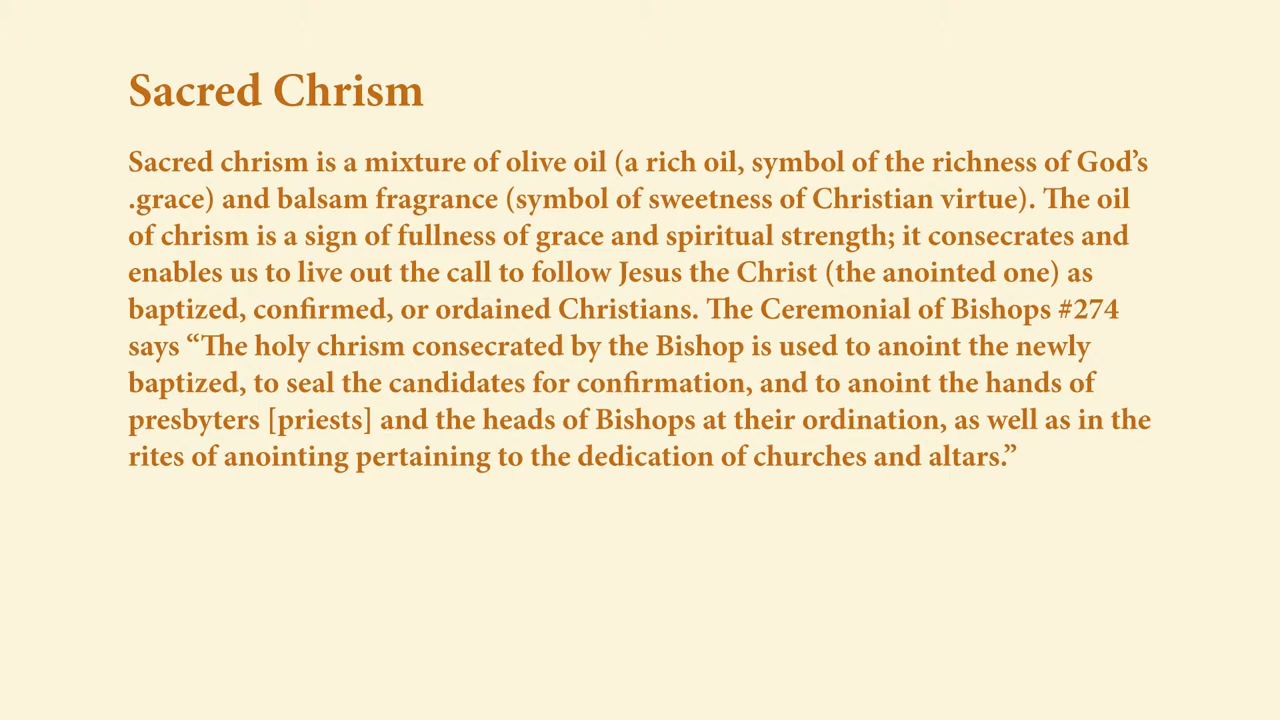 Sacred Chrism
Sacred chrism is a mixture of olive oil (a rich oil, symbol of the richness of God’s
.grace) and balsam fragrance (symbol of sweetness of Christian virtue). The oil
of chrism is a sign of fullness of grace and spiritual strength; it consecrates and
enables us to live out the call to follow Jesus the Christ (the anointed one) as
baptized, confirmed, or ordained Christians. The Ceremonial of Bishops #274
says “The holy chrism consecrated by the Bishop is used to anoint the newly
baptized, to seal the candidates for confirmation, and to anoint the hands of
presbyters [priests] and the heads of Bishops at their ordination, as well as in the
rites of anointing pertaining to the dedication of churches and altars.”